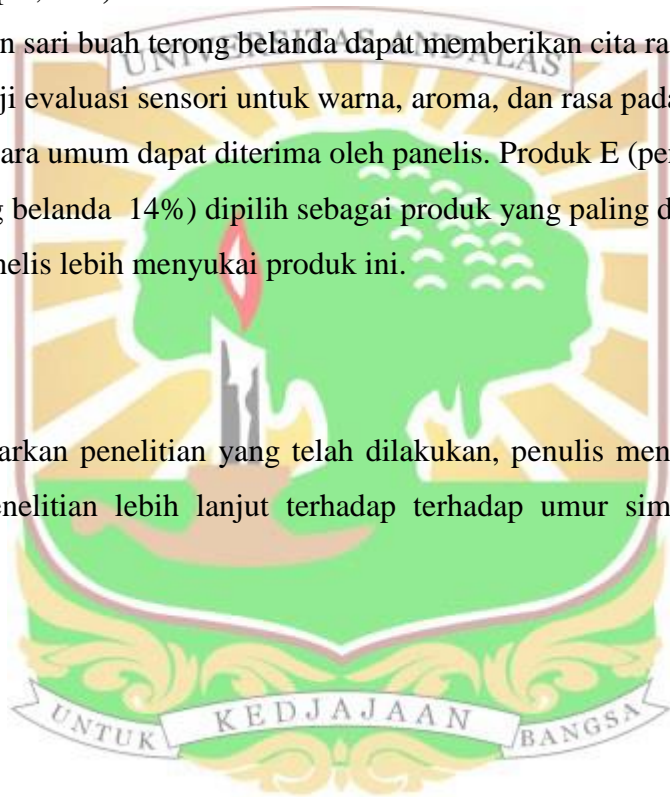 n sari buah terong belanda dapat memberikan cita ra
UNIVERSITAS ANDALAS
ji evaluasi sensori untuk warna, aroma, dan rasa pada
ara umum dapat diterima oleh panelis. Produk E (per
g belanda 14%) dipilih sebagai produk yang paling d
nelis lebih menyukai produk ini.
arkan penelitian yang telah dilakukan, penulis men
enelitian lebih lanjut terhadap terhadap umur sim
UNTUK KEDJAJAAN BANGSA